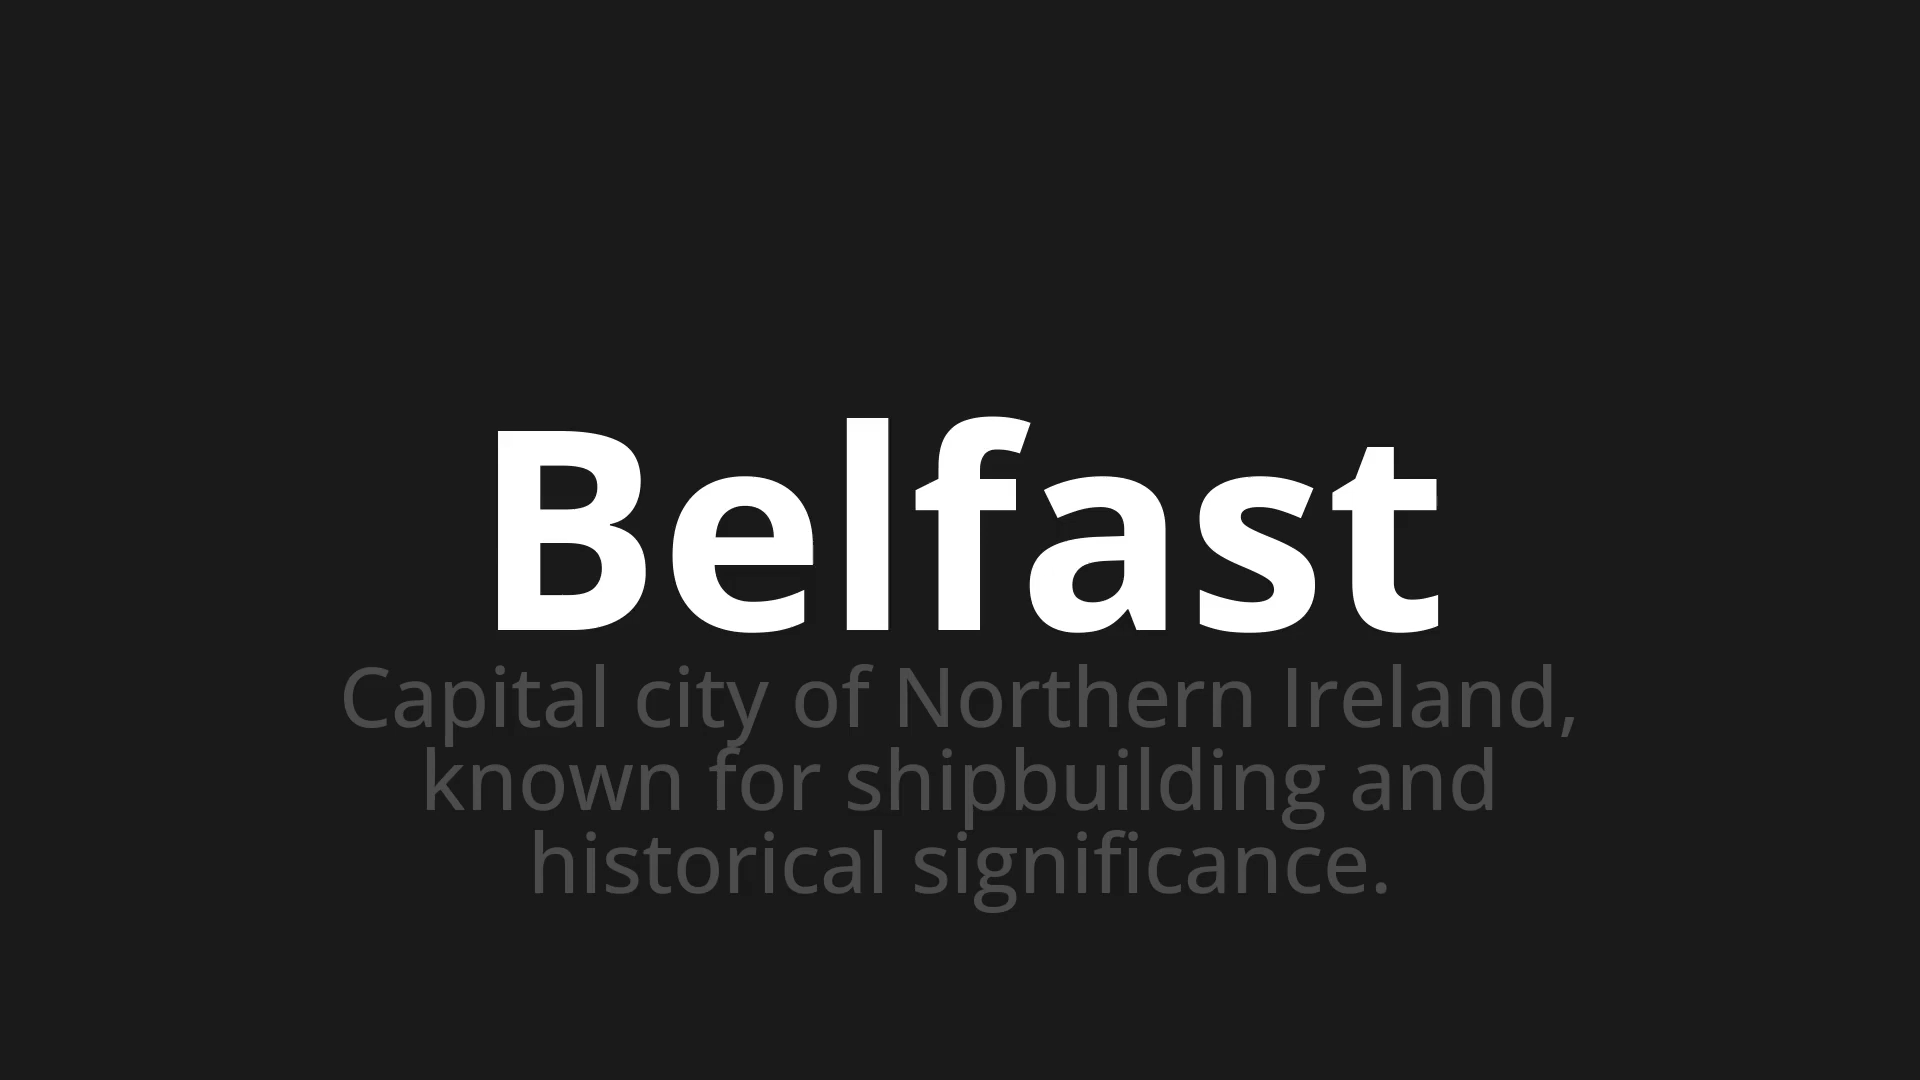 Belfast
Capital city of Northern Ireland,
known for shipbuilding and
historical significance.